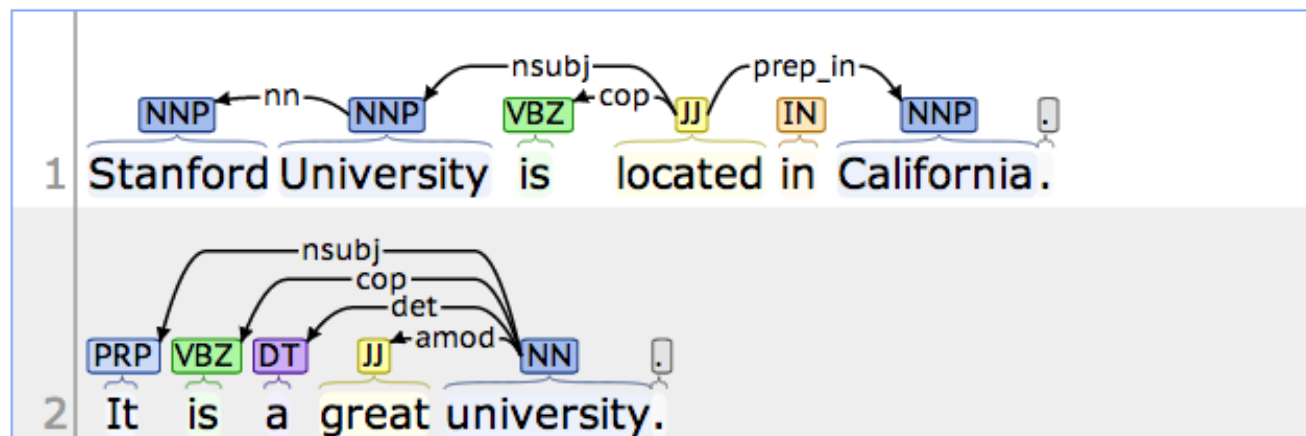 nsubj prep_in
nn cop
NNP NNP VBZ JJ IN NNP .
1 Stanford University is located in California.
nsubj
cop
det
amod
PRP VBZ DT JJ NN .
2 It is a great university.